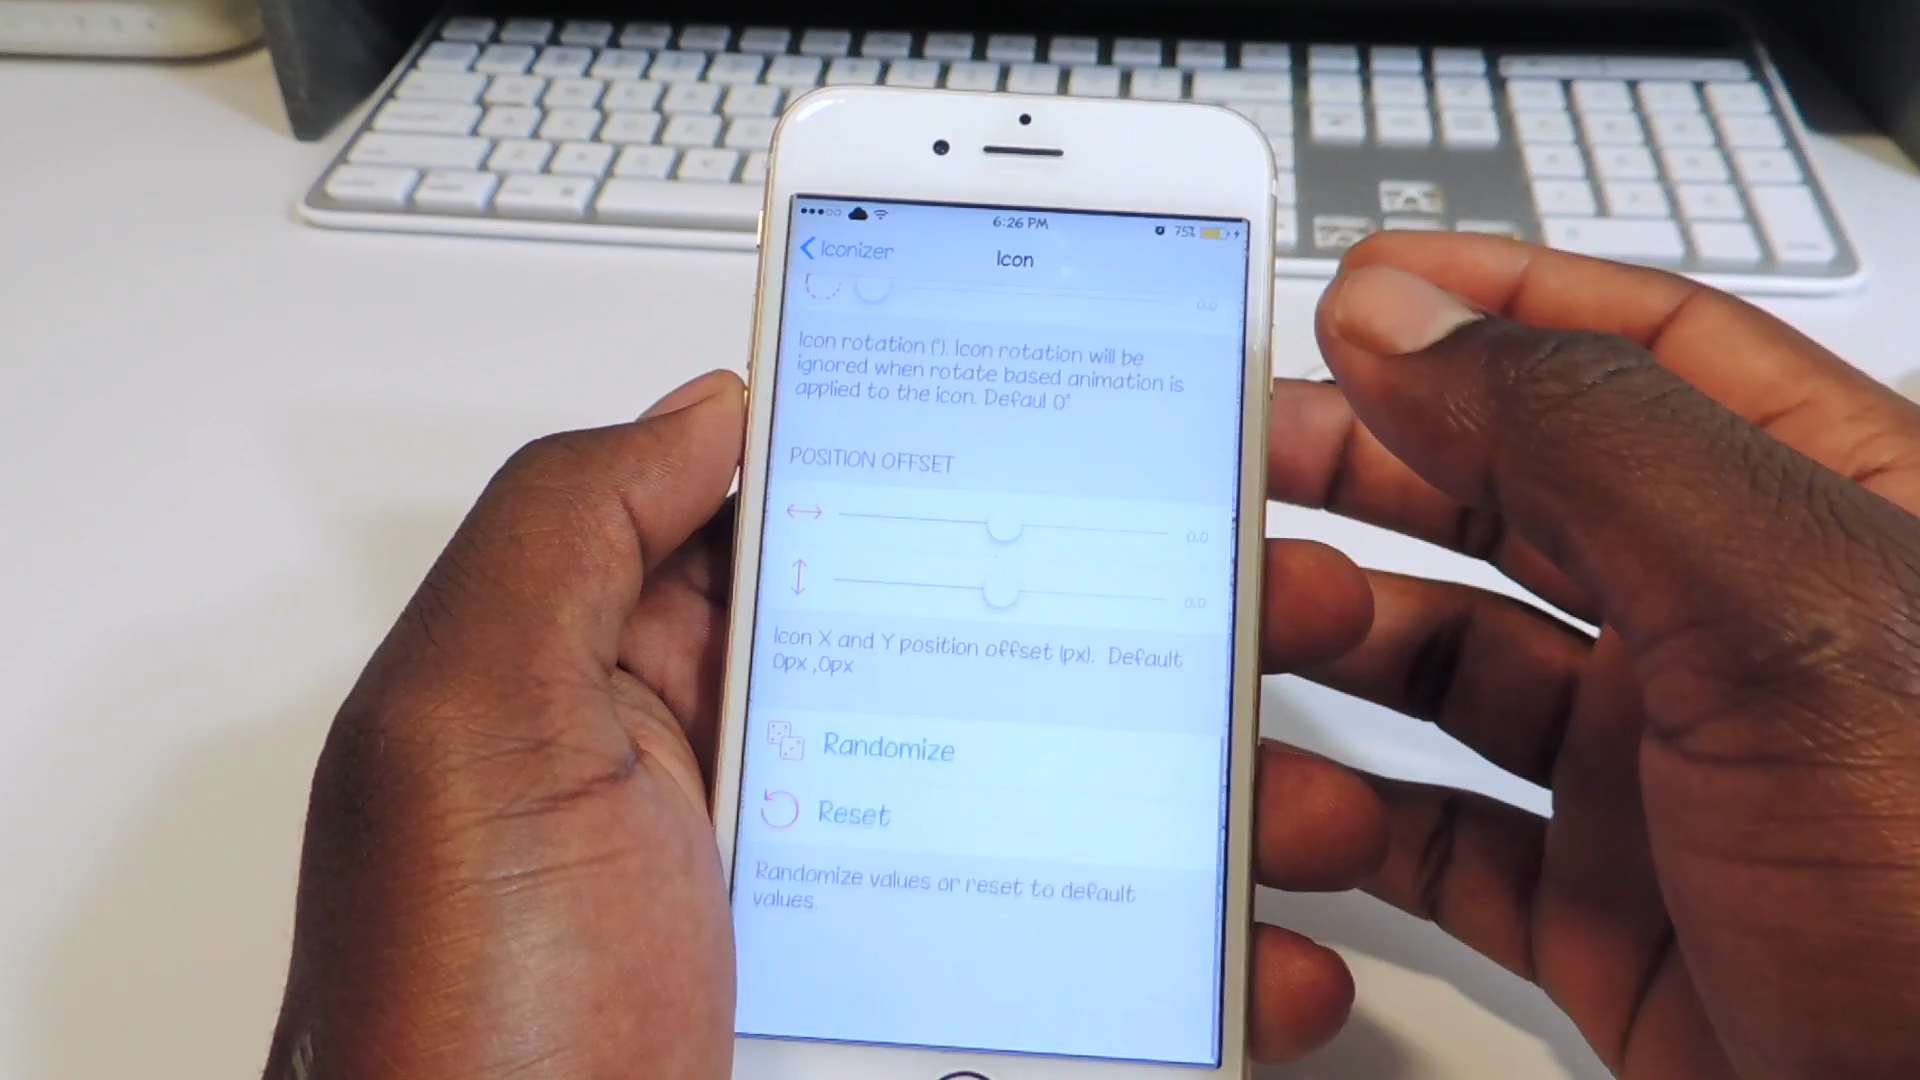 6:26 PM
75%
Iconizer
Icon
0.0
Icon rotation (°). Icon rotation will be
ignored when rotate based animation is
applied to the icon. Defaul 0°
POSITION OFFSET
0.0
0.0
Icon X and Y position offset (px). Default
0px ,0px
Randomize
Reset
Randomize values or reset to default
values.